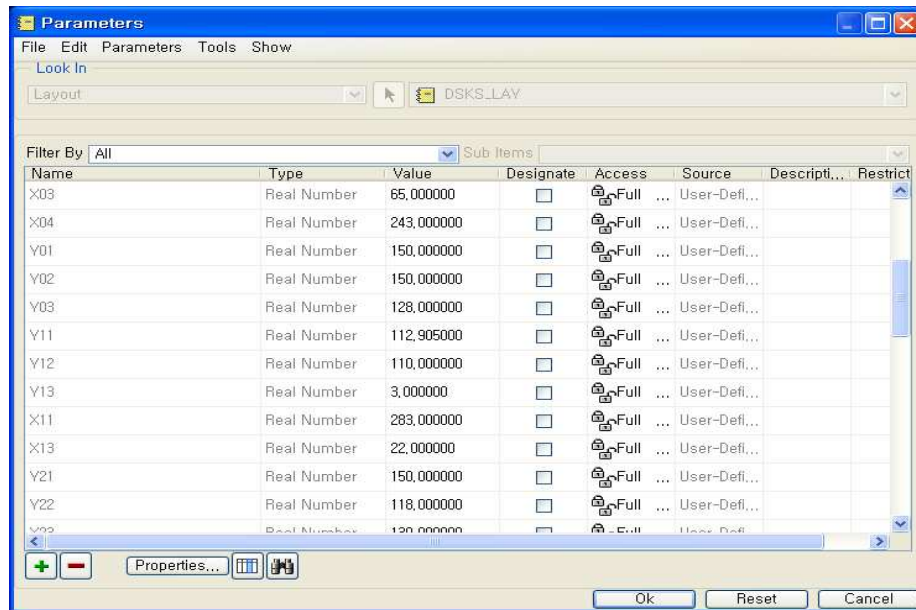 Parameters
File Edit Parameters Tools Show
Look In
Layout DSKS_LAY
Filter By All Sub Items
Name Type Value Designate Access Source Descripti... Restrict
X03 Real Number 65,000000 Full ... User-Defi...
X04 Real Number 243,000000 Full ... User-Defi...
Y01 Real Number 150,000000 Full ... User-Defi...
Y02 Real Number 150,000000 Full ... User-Defi...
Y03 Real Number 128,000000 Full ... User-Defi...
Y11 Real Number 112,905000 Full ... User-Defi...
Y12 Real Number 110,000000 Full ... User-Defi...
Y13 Real Number 3,000000 Full ... User-Defi...
X11 Real Number 283,000000 Full ... User-Defi...
X13 Real Number 22,000000 Full ... User-Defi...
Y21 Real Number 150,000000 Full ... User-Defi...
Y22 Real Number 118,000000 Full ... User-Defi...
Real Number Full User-Defi...
Properties...
Ok Reset Cancel